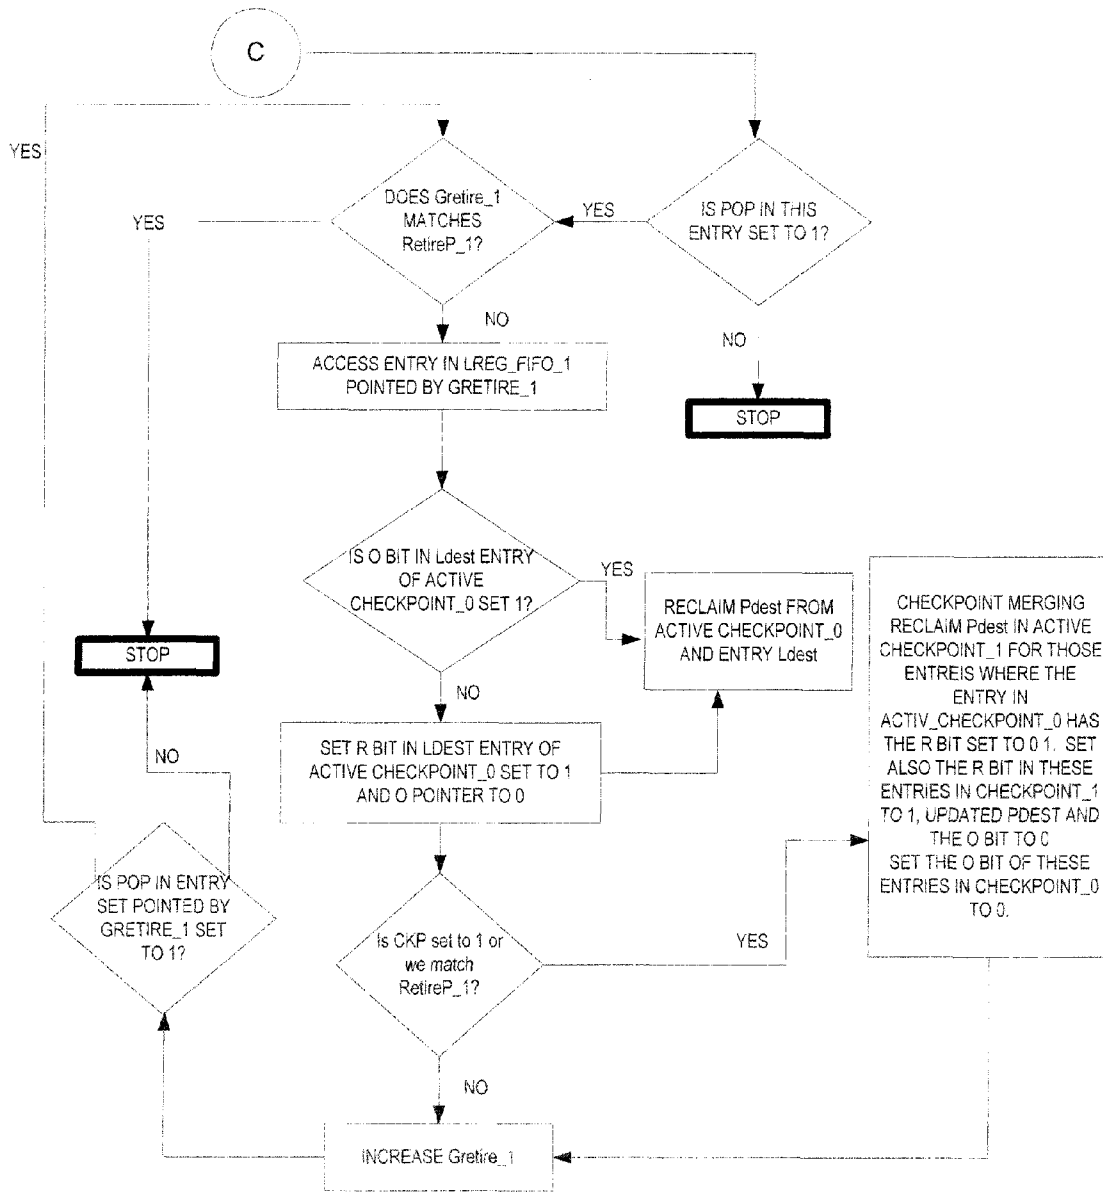 C
YES
DOES Gretire_1
MATCHES
RetireP_1?
YES
IS POP IN THIS
ENTRY SET TO 1?
YES
NO
NO
ACCESS ENTRY IN LREG_FIFO_1
POINTED BY GRETIRE_1
STOP
IS O BIT IN Ldest ENTRY
OF ACTIVE
CHECKPOINT_0 SET 1?
YES
RECLAIM Pdest FROM
ACTIVE CHECKPOINT_0
AND ENTRY Ldest
CHECKPOINT MERGING
RECLAIM Pdest IN ACTIVE
CHECKPOINT_1 FOR THOSE
ENTREIS WHERE THE
ENTRY IN
ACTIV_CHECKPOINT_0 HAS
THE R BIT SET TO 0 1. SET
ALSO THE R BIT IN THESE
ENTRIES IN CHECKPOINT_1
TO 1, UPDATED PDEST AND
THE O BIT TO 0
SET THE O BIT OF THESE
ENTRIES IN CHECKPOINT_0
TO 0.
STOP
NO
NO
SET R BIT IN LDEST ENTRY OF
ACTIVE CHECKPOINT_0 SET TO 1
AND O POINTER TO 0
IS POP IN ENTRY
SET POINTED BY
GRETIRE_1 SET
TO 1?
Is CKP set to 1 or
we match
RetireP_1?
YES
NO
INCREASE Gretire_1